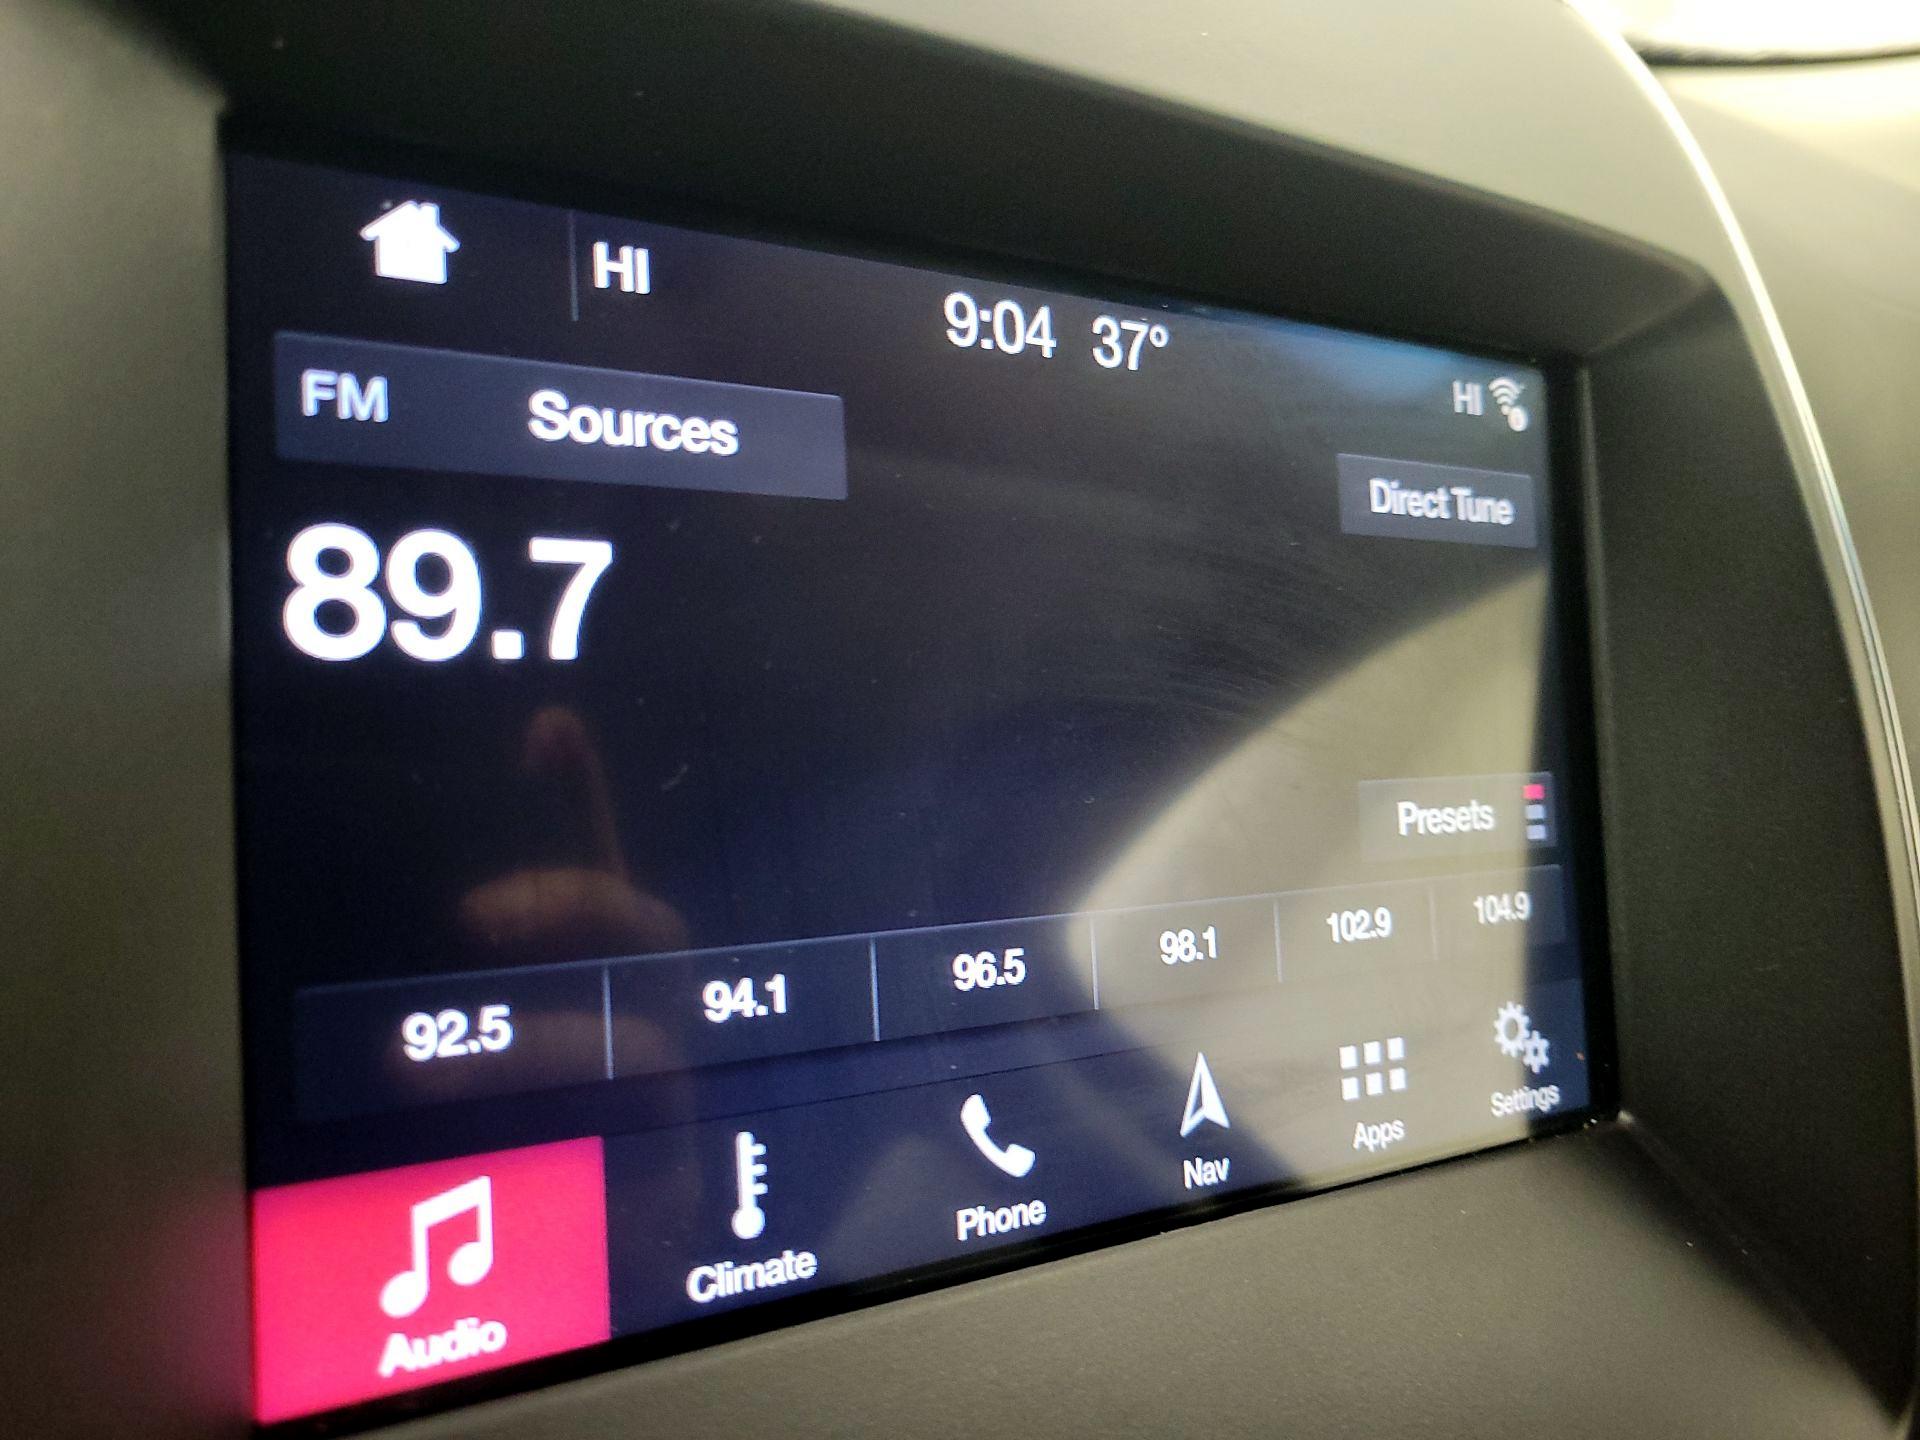 HI
9:04 37°
HI
FM Sources
Direct Tune
89.7
Presets
92.5 94.1 96.5 98.1 102.9 104.9
Audio Climate Phone Nav Apps Settings